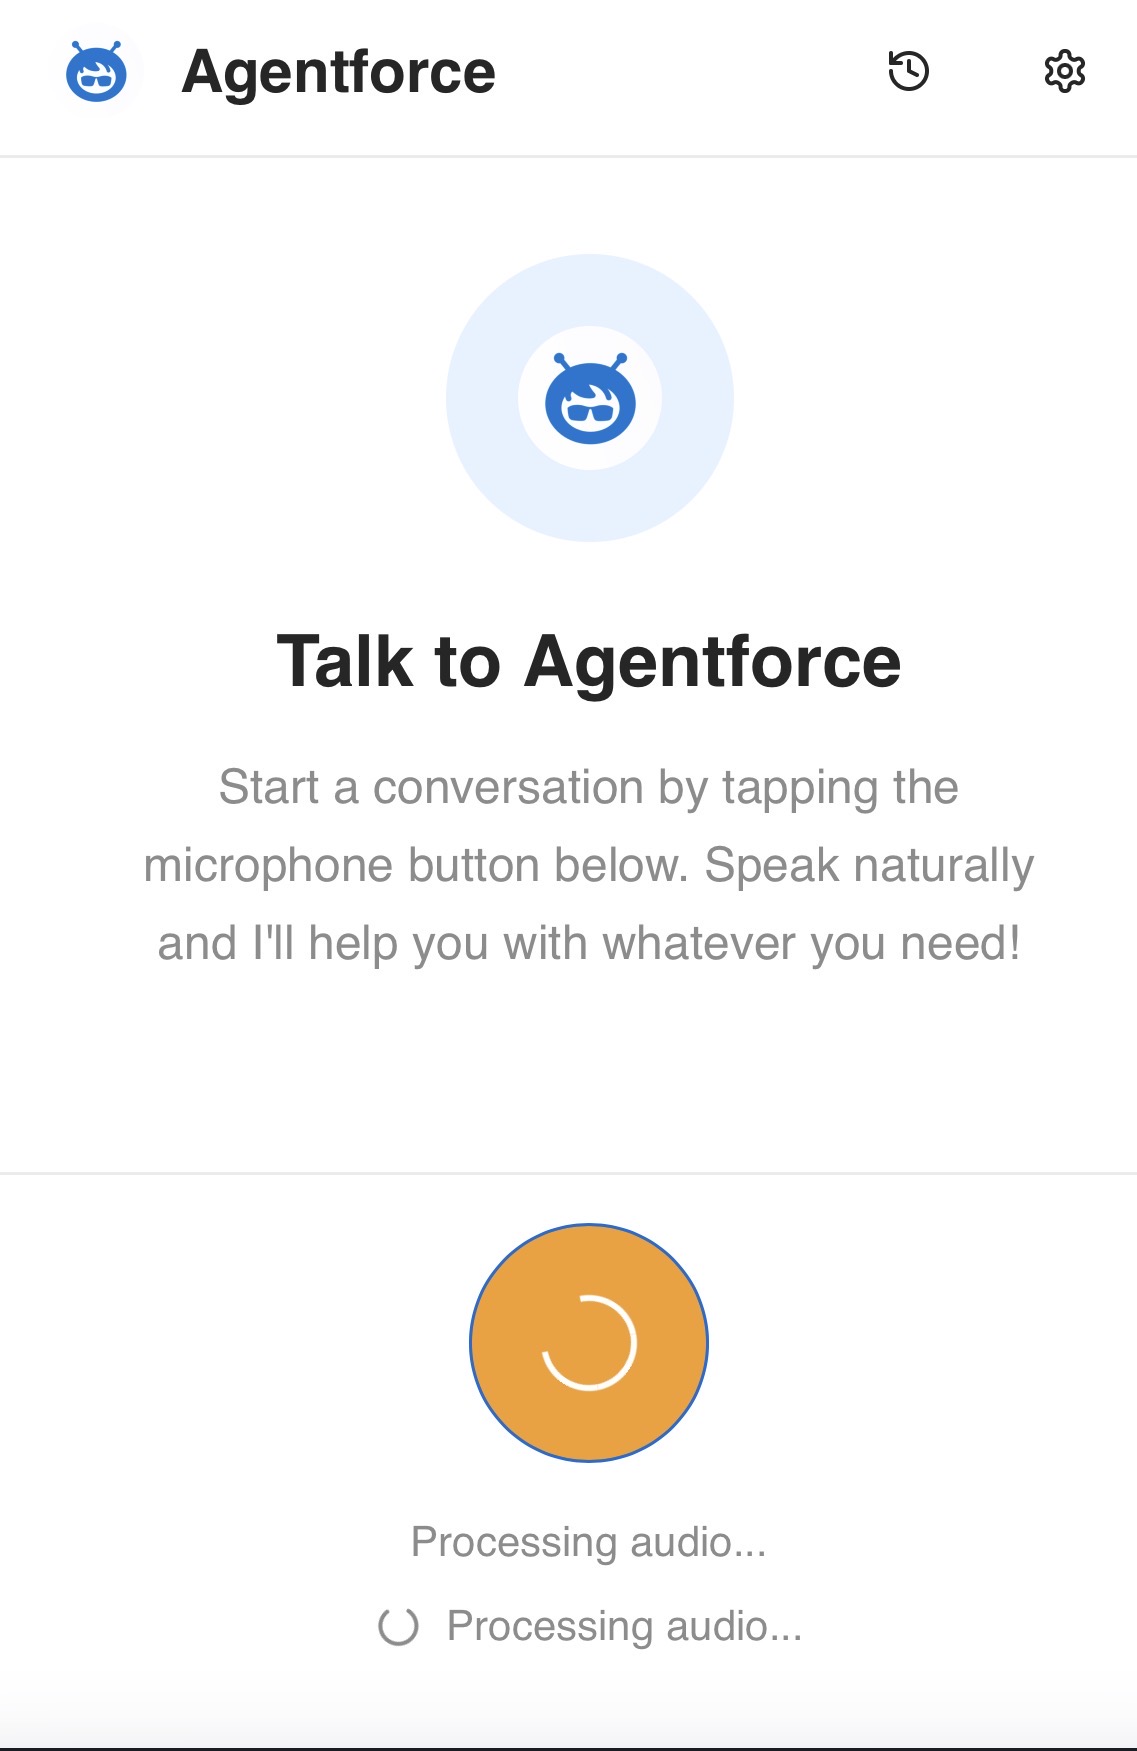 Agentforce
Talk to Agentforce
Start a conversation by tapping the
microphone button below. Speak naturally
and I'll help you with whatever you need!
Processing audio...
Processing audio...